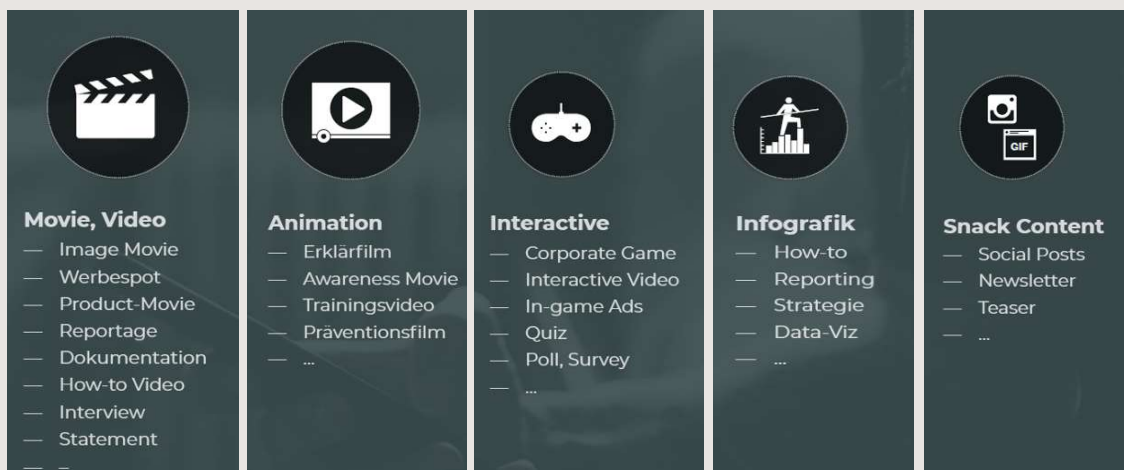 Movie, Video
— Image Movie
— Werbespot
— Product-Movie
— Reportage
— Dokumentation
— How-to Video
— Interview
— Statement
Animation
— Erklärfilm
— Awareness Movie
— Trainingsvideo
— Präventionsfilm
— ...
Interactive
— Corporate Game
— Interactive Video
— In-game Ads
— Quiz
— Poll, Survey
— ...
Infografik
— How-to
— Reporting
— Strategie
— Data-Viz
— ...
GIF
Snack Content
— Social Posts
— Newsletter
— Teaser
— ...